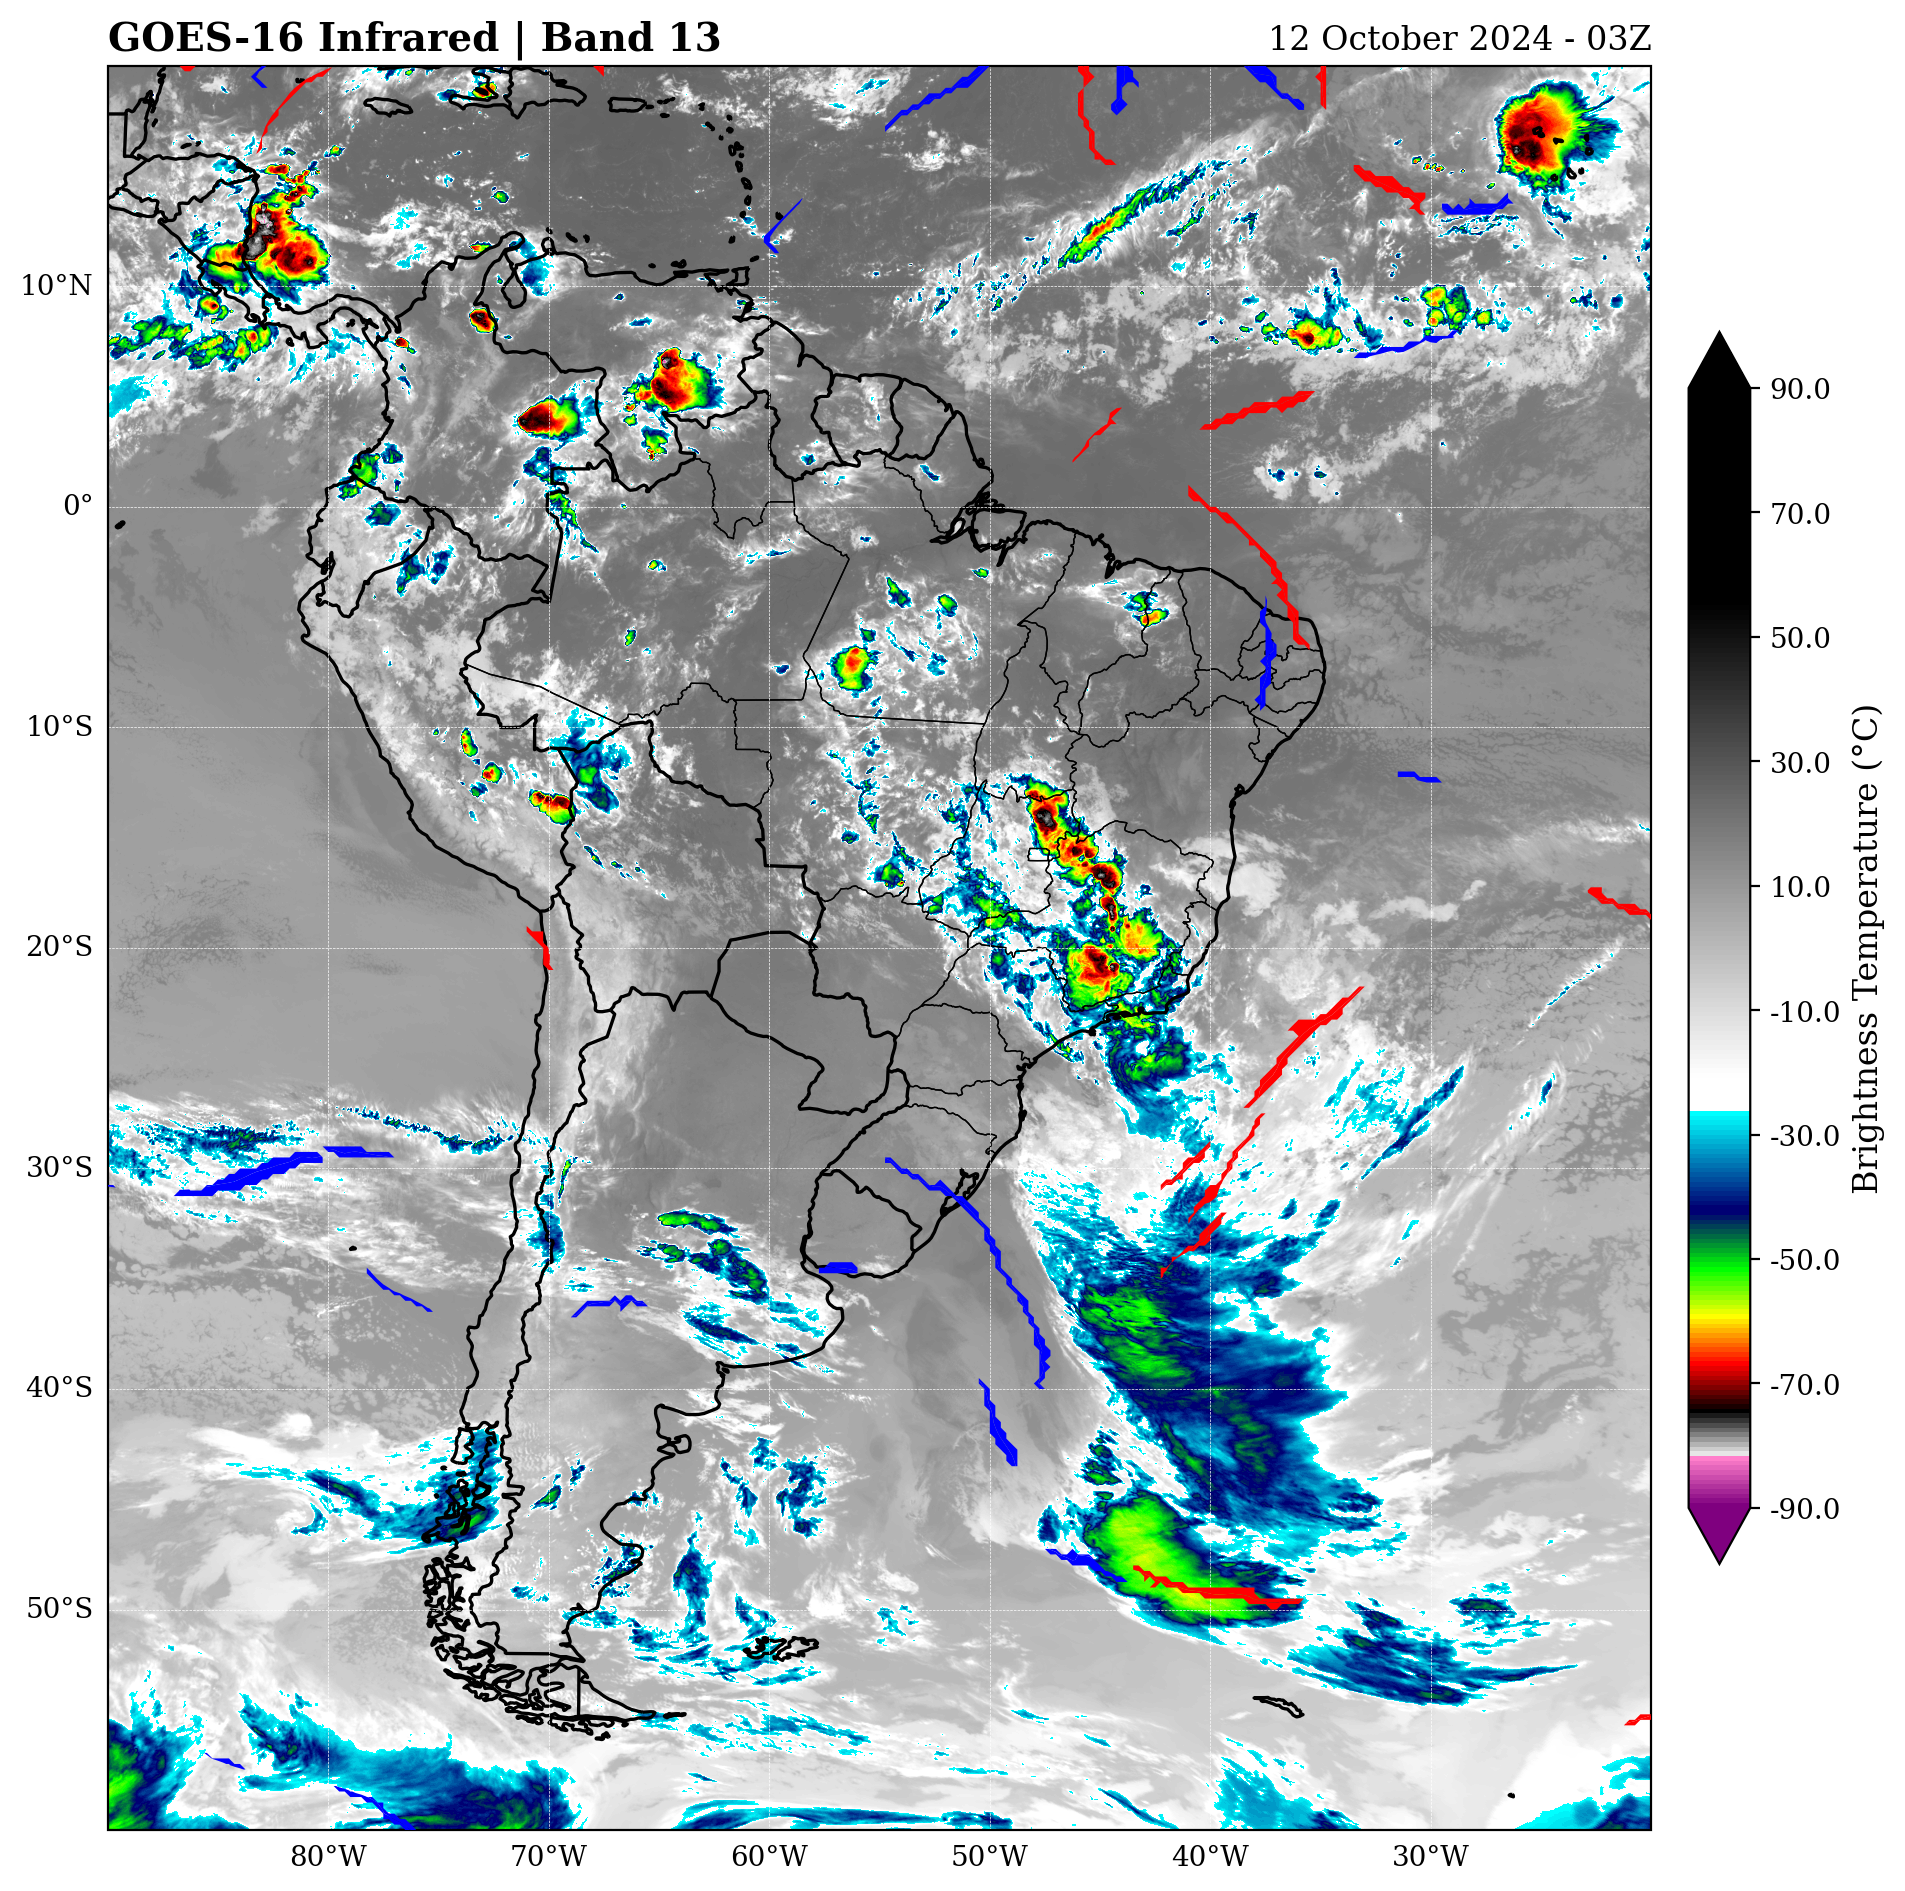 GOES-16 Infrared | Band 13
12 October 2024 - 03Z
10°N
0°
10°S
20°S
30°S
40°S
50°S
80°W
70°W
60°W
50°W
40°W
30°W
90.0
70.0
50.0
30.0
10.0
-10.0
-30.0
-50.0
-70.0
-90.0
Brightness Temperature (°C)